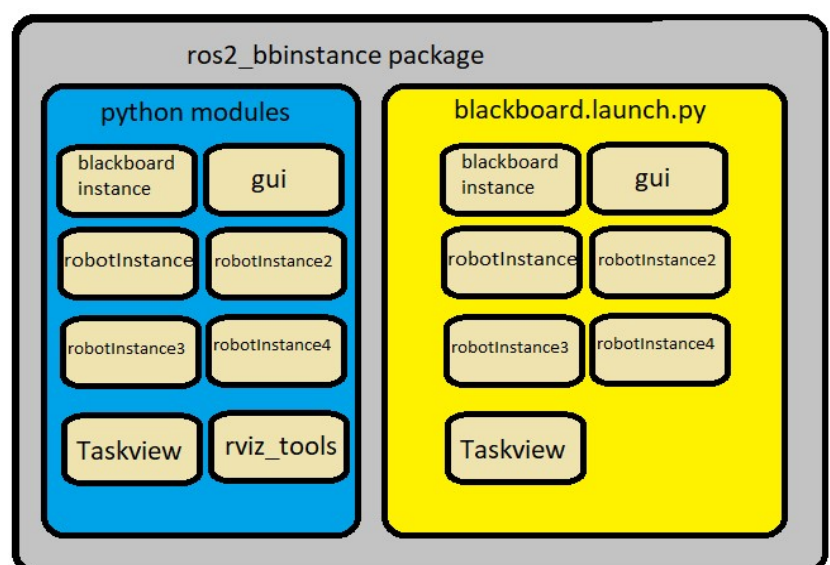 ros2_bbinstance package
python modules
blackboard
instance
gui
robotInstance
robotInstance2
robotInstance3
robotInstance4
Taskview
rviz_tools
blackboard.launch.py
blackboard
instance
gui
robotInstance
robotInstance2
robotInstance3
robotInstance4
Taskview